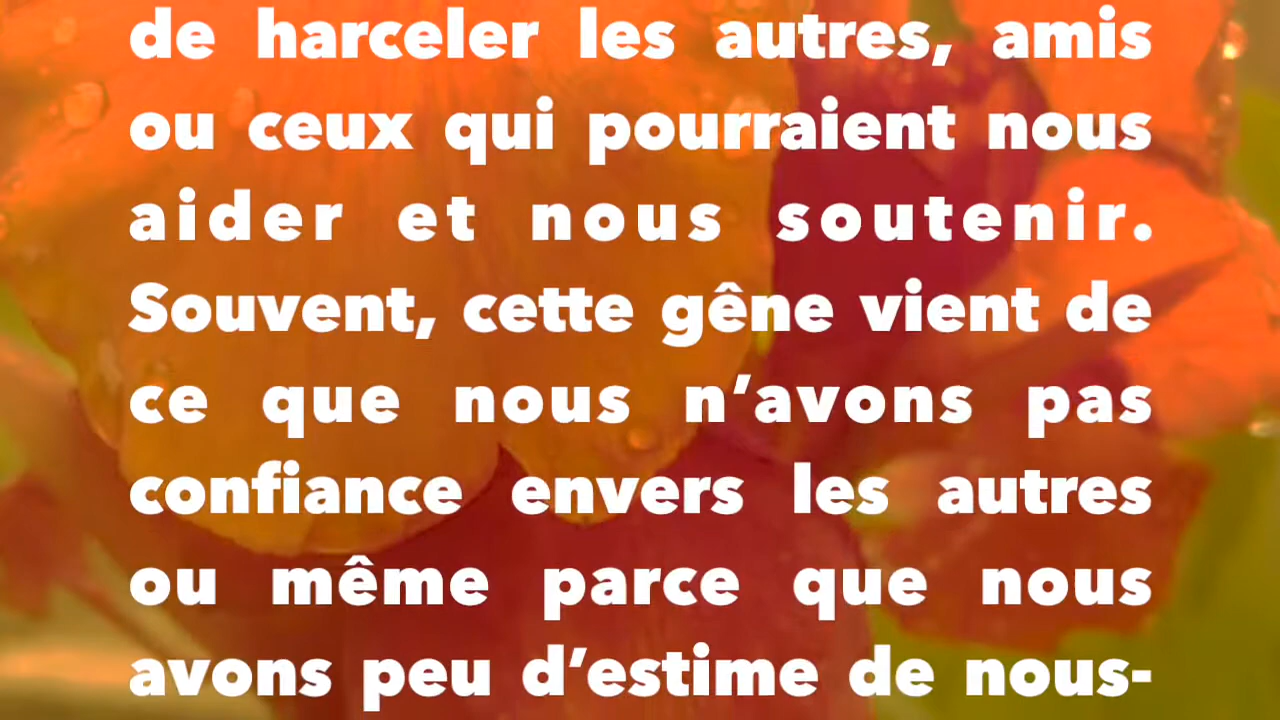 de harceler les autres, amis
ou ceux qui pourraient nous
aider et nous soutenir.
Souvent, cette gêne vient de
ce que nous n’avons pas
confiance envers les autres
ou même parce que nous
avons peu d’estime de nous-